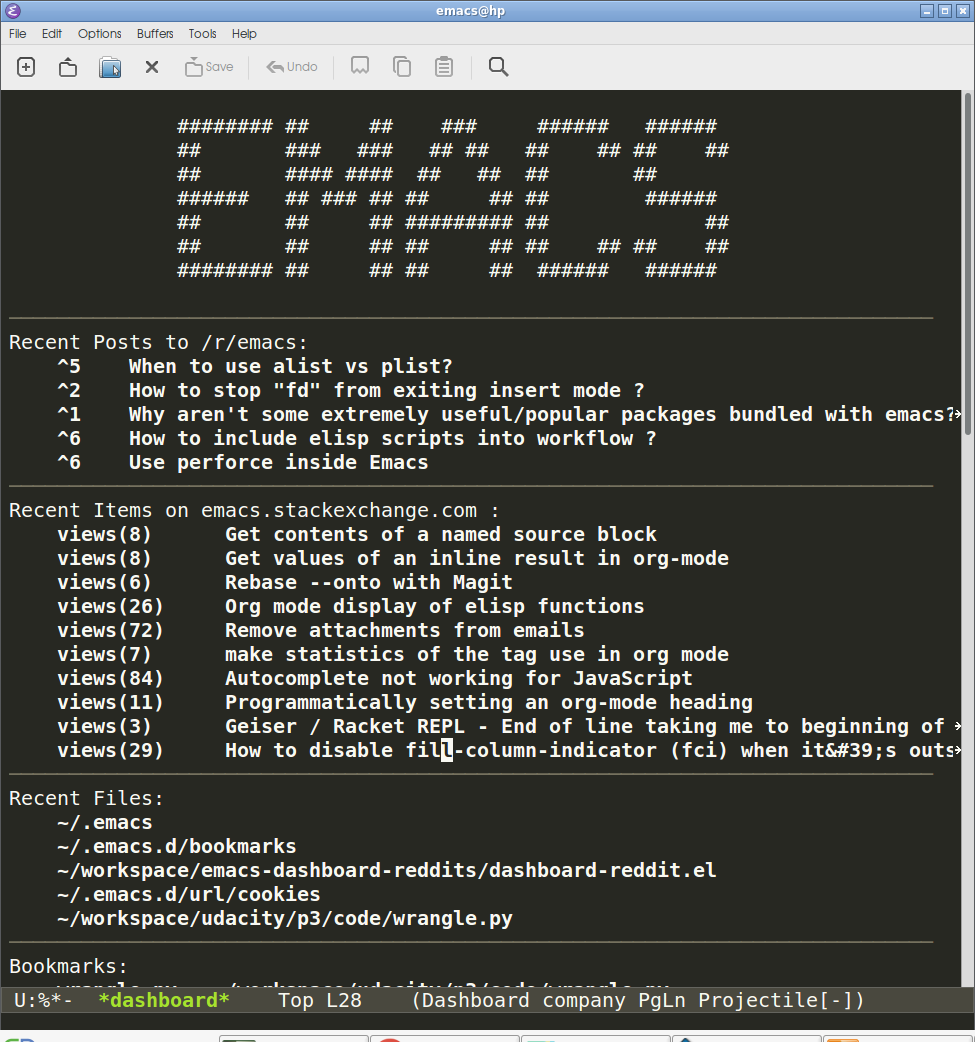 emacs@hp
File Edit Options Buffers Tools Help
Save Undo
######## ##     ##    ###     ######   ######
##       ###   ###   ## ##   ##    ## ##    ##
##       #### ####  ##   ##  ##       ##
######   ## ### ## ##     ## ##        ######
##       ##     ## ######### ##             ##
##       ##     ## ##     ## ##    ## ##    ##
######## ##     ## ##     ##  ######   ######
Recent Posts to /r/emacs:
^5    When to use alist vs plist?
^2    How to stop "fd" from exiting insert mode ?
^1    Why aren't some extremely useful/popular packages bundled with emacs?
^6    How to include elisp scripts into workflow ?
^6    Use perforce inside Emacs
Recent Items on emacs.stackexchange.com :
views(8)      Get contents of a named source block
views(8)      Get values of an inline result in org-mode
views(6)      Rebase --onto with Magit
views(26)     Org mode display of elisp functions
views(72)     Remove attachments from emails
views(7)      make statistics of the tag use in org mode
views(84)     Autocomplete not working for JavaScript
views(11)     Programmatically setting an org-mode heading
views(3)      Geiser / Racket REPL - End of line taking me to beginning of
views(29)     How to disable fill-column-indicator (fci) when it&#39;s outs
Recent Files:
~/.emacs
~/.emacs.d/bookmarks
~/workspace/emacs-dashboard-reddits/dashboard-reddit.el
~/.emacs.d/url/cookies
~/workspace/udacity/p3/code/wrangle.py
Bookmarks:
U:%*-  *dashboard*    Top L28    (Dashboard company PgLn Projectile[-])